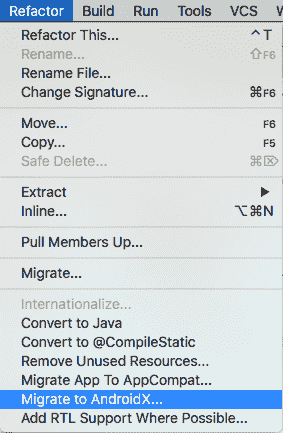 Refactor Build Run Tools VCS
Refactor This... ^T
Rename... ⇧F6
Rename File...
Change Signature... ⌘F6
Move... F6
Copy... F5
Safe Delete... ⌘⌦
Extract ▶
Inline... ⌥⌘N
Pull Members Up...
Migrate...
Internationalize...
Convert to Java
Convert to @CompileStatic
Remove Unused Resources...
Migrate App To AppCompat...
Migrate to AndroidX...
Add RTL Support Where Possible...